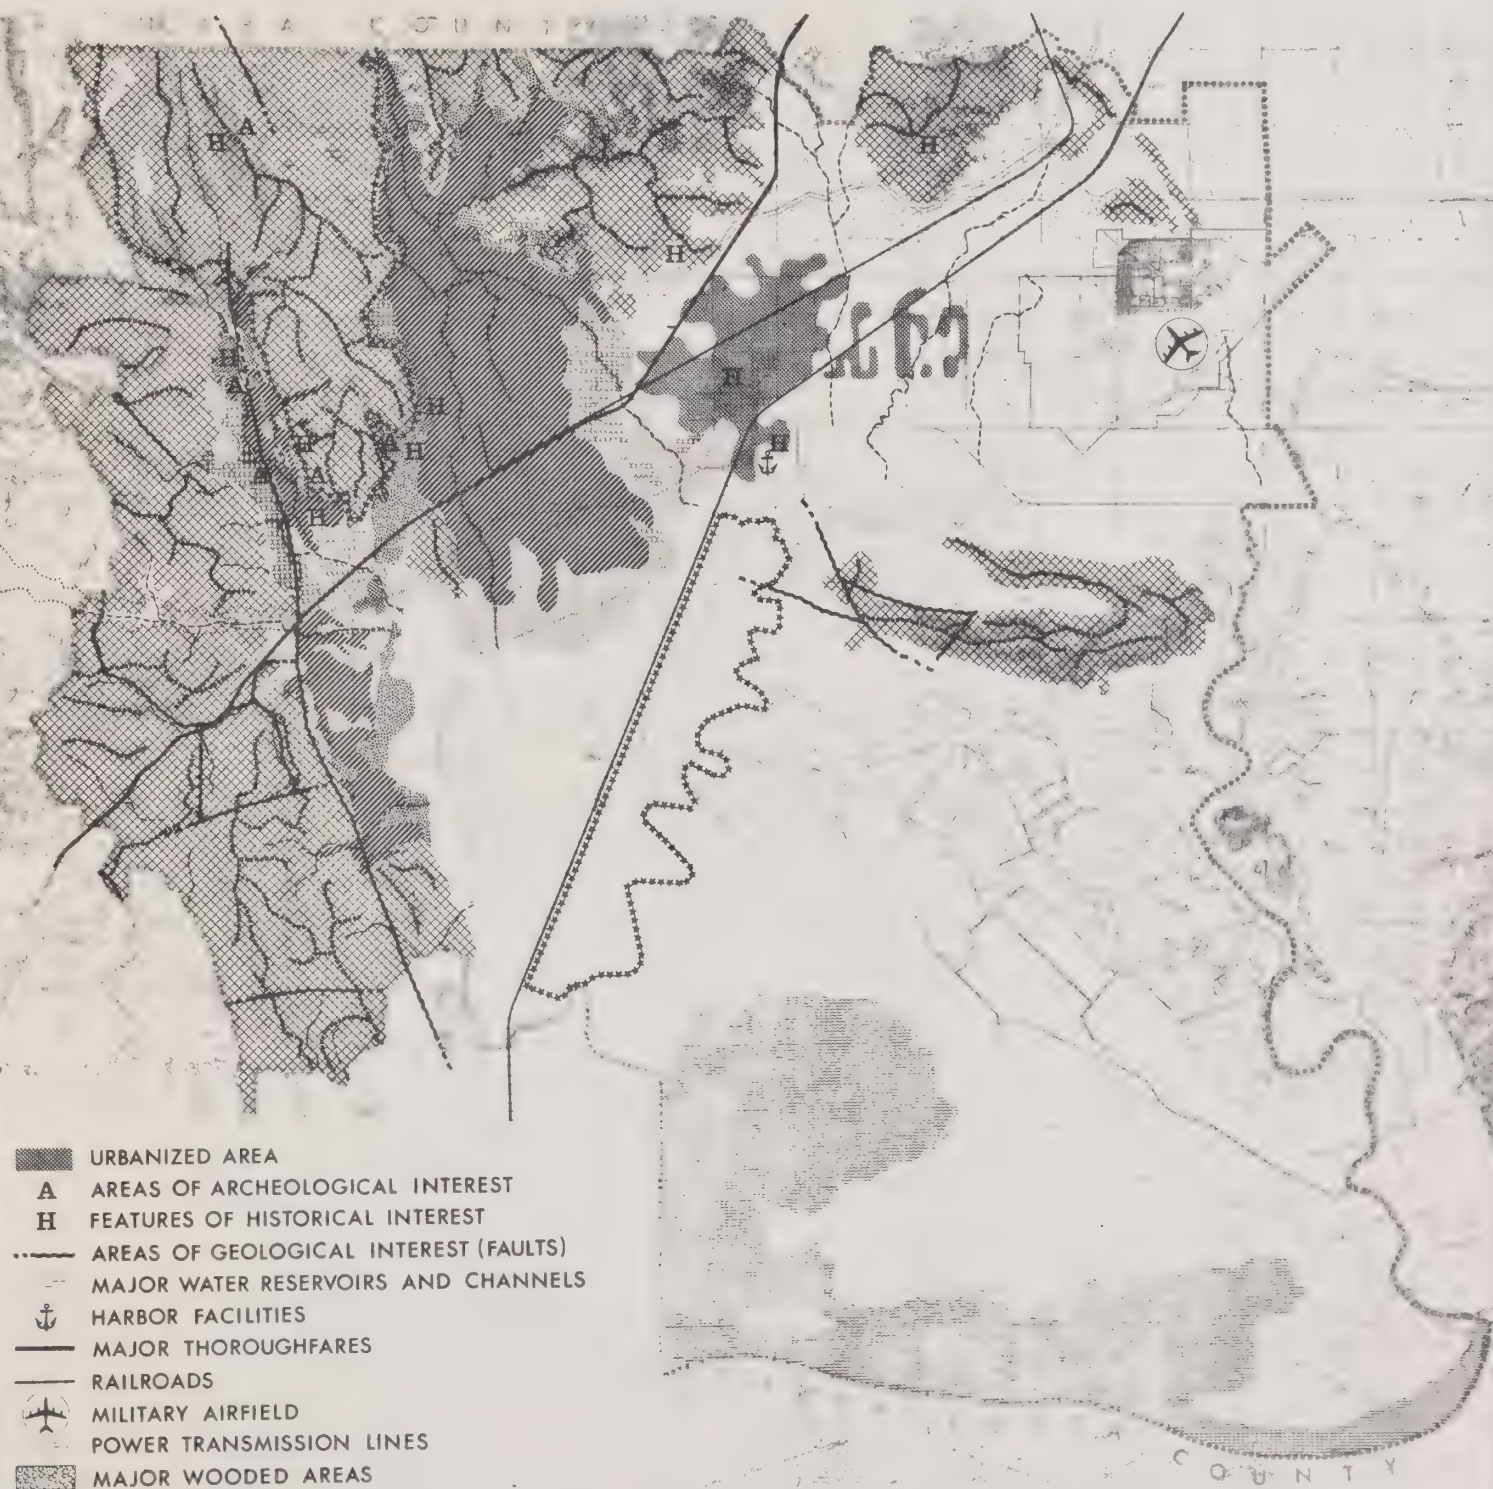 C O U N T Y
A
H
H
H
A
H
A
H
H
H
A
H
A
A
H
H
H
URBANIZED AREA
A AREAS OF ARCHEOLOGICAL INTEREST
H FEATURES OF HISTORICAL INTEREST
AREAS OF GEOLOGICAL INTEREST (FAULTS)
MAJOR WATER RESERVOIRS AND CHANNELS
HARBOR FACILITIES
MAJOR THOROUGHFARES
RAILROADS
MILITARY AIRFIELD
POWER TRANSMISSION LINES
MAJOR WOODED AREAS
C O U N T Y